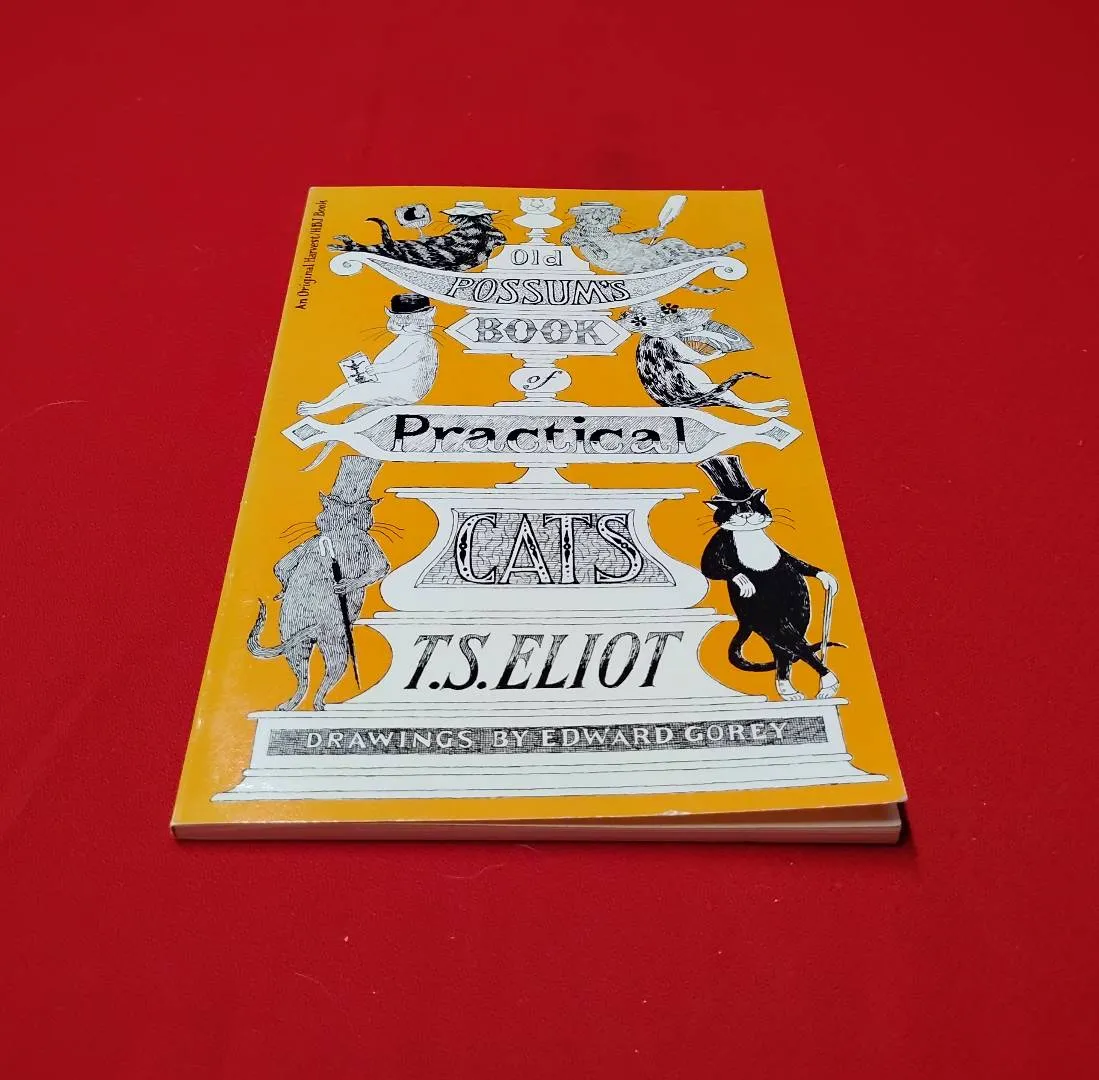 An Original Harvest/HBJ Book
Old
POSSUM'S
BOOK
of
Practical
CATS
T.S. ELIOT
DRAWINGS BY EDWARD GOREY